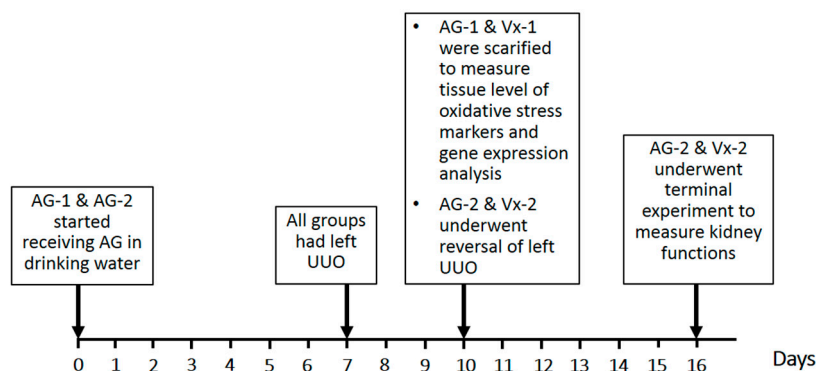 AG-1 & AG-2
started
receiving AG in
drinking water
All groups
had left
UUO
• AG-1 & Vx-1
were scarified
to measure
tissue level of
oxidative stress
markers and
gene expression
analysis
• AG-2 & Vx-2
underwent
reversal of left
UUO
AG-2 & Vx-2
underwent
terminal
experiment to
measure kidney
functions
0 1 2 3 4 5 6 7 8 9 10 11 12 13 14 15 16 Days